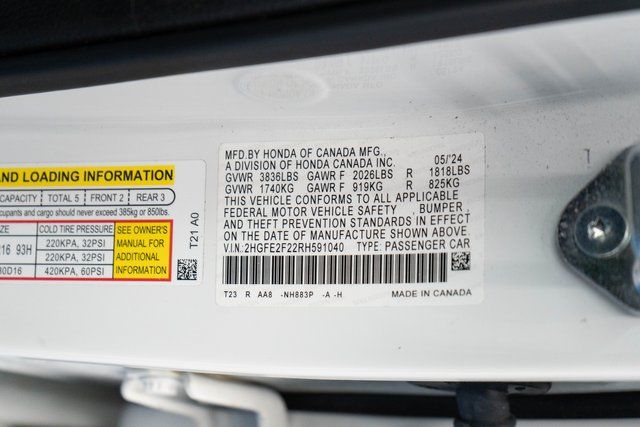 AND LOADING INFORMATION
CAPACITY TOTAL 5 FRONT 2 REAR 3
cupants and cargo should never exceed 385kg or 850lbs.
COLD TIRE PRESSURE SEE OWNER'S MANUAL FOR ADDITIONAL INFORMATION
216 93H 220KPA, 32PSI
220KPA, 32PSI
80D16 420KPA, 60PSI
T21 A0
MFD.BY HONDA OF CANADA MFG.,
A DIVISION OF HONDA CANADA INC. 05/'24
GVWR 3836LBS GAWR F 2026LBS R 1818LBS
GVWR 1740KG GAWR F 919KG R 825KG
THIS VEHICLE CONFORMS TO ALL APPLICABLE
FEDERAL MOTOR VEHICLE SAFETY , BUMPER ,
AND THEFT PREVENTION STANDARDS IN EFFECT
ON THE DATE OF MANUFACTURE SHOWN ABOVE.
V.I.N.:2HGFE2F22RH591040 TYPE: PASSENGER CAR
T23 R AA8 -NH883P -A -H MADE IN CANADA